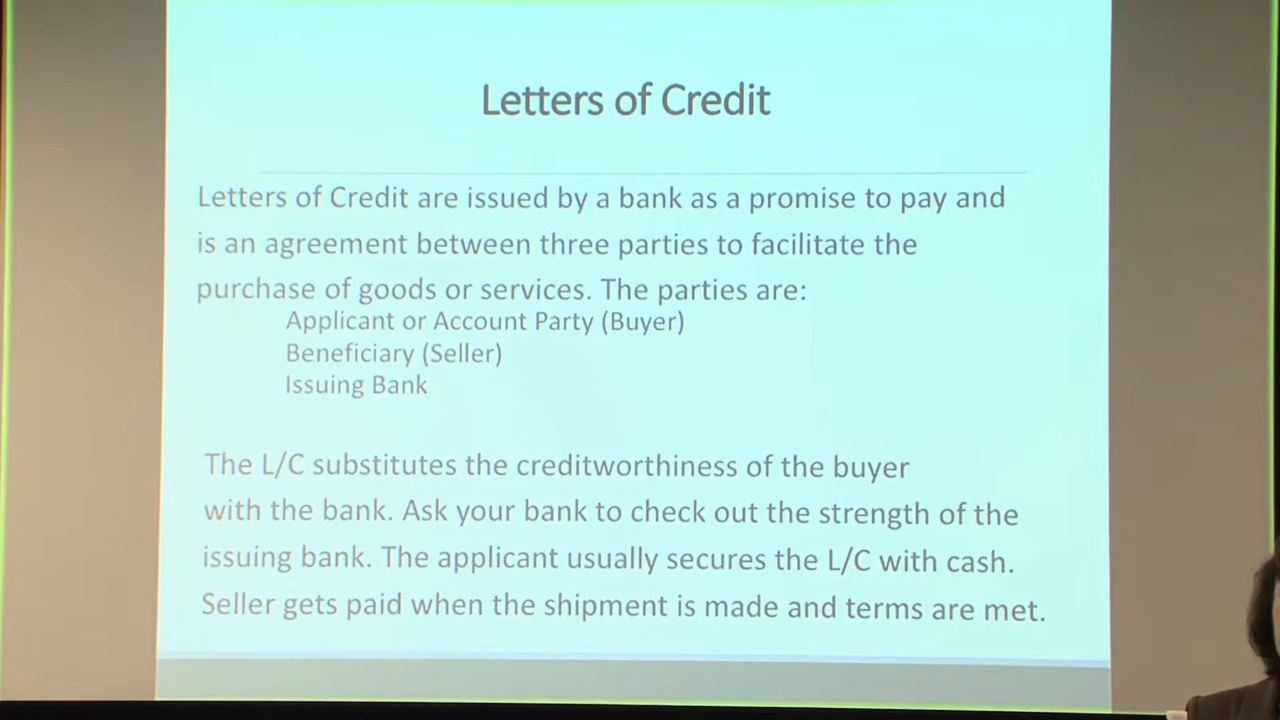 Letters of Credit
Letters of Credit are issued by a bank as a promise to pay and
is an agreement between three parties to facilitate the
purchase of goods or services. The parties are:
Applicant or Account Party (Buyer)
Beneficiary (Seller)
Issuing Bank
The L/C substitutes the creditworthiness of the buyer
with the bank. Ask your bank to check out the strength of the
issuing bank. The applicant usually secures the L/C with cash.
Seller gets paid when the shipment is made and terms are met.